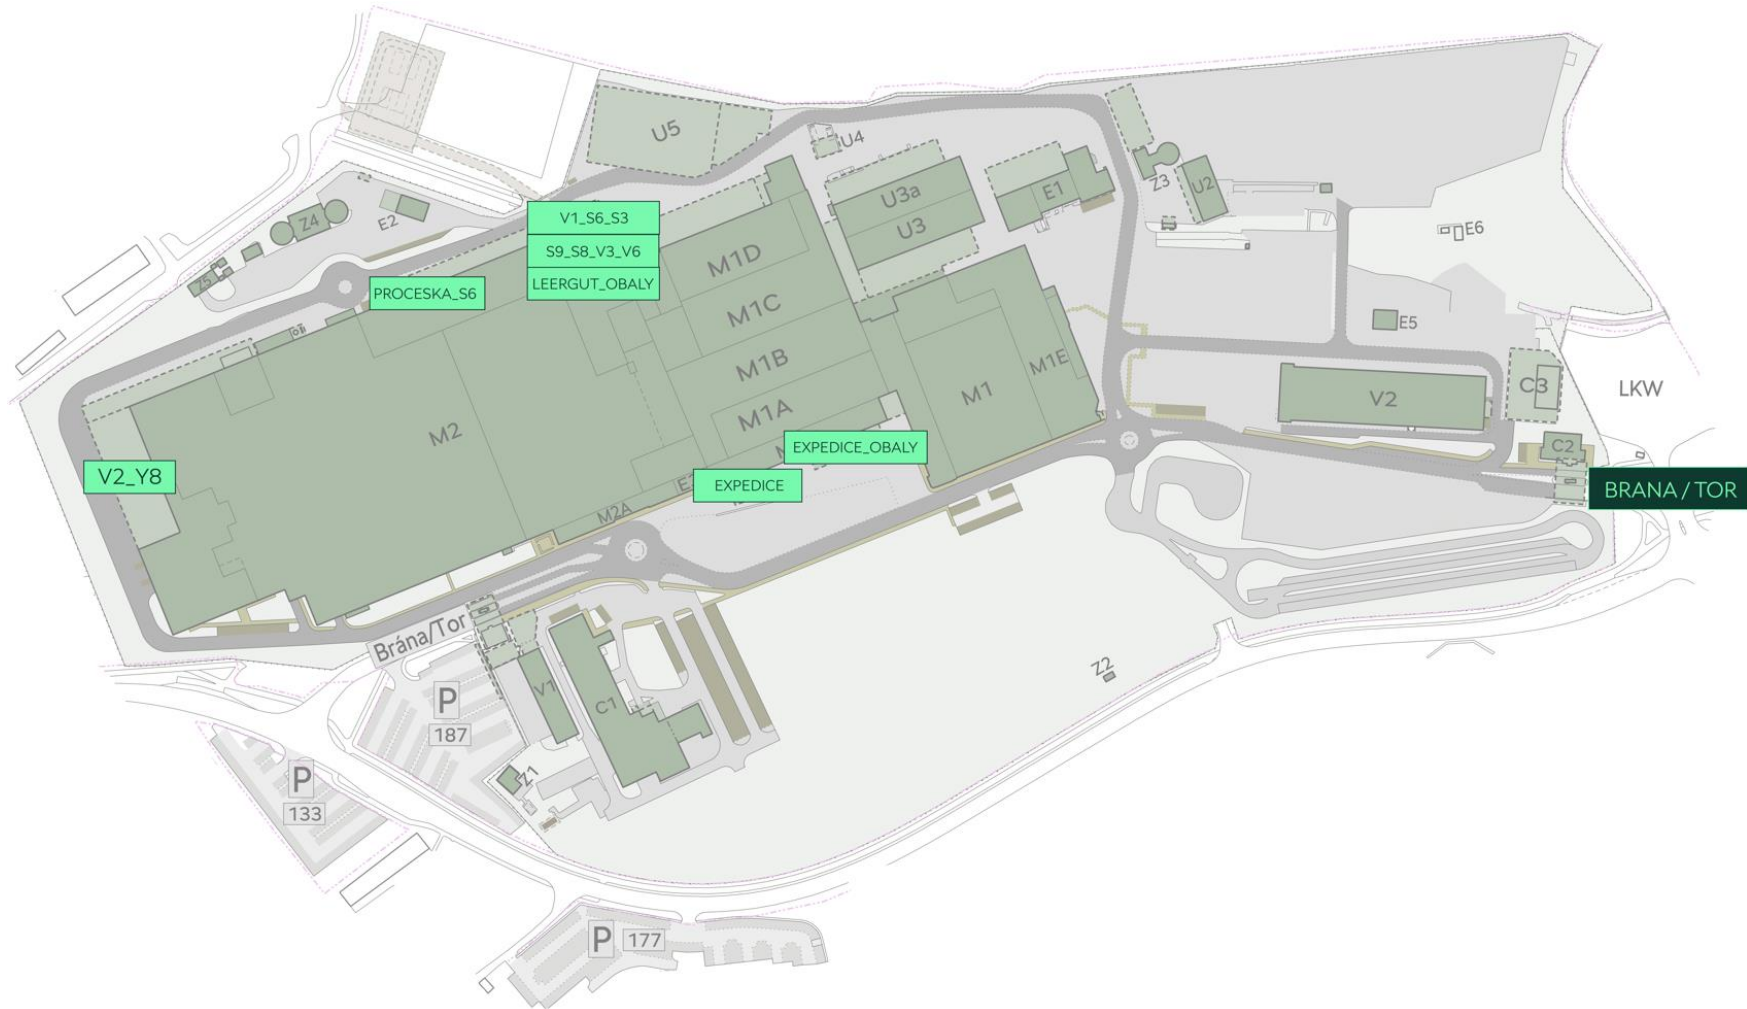 U5
U4
U3a
U3
E1
Z3
U2
E6
E5
Z4
E2
Z5
V1_S6_S3
S9_S8_V3_V6
LEERGUT_OBALY
PROCESKA_S6
M1D
M1C
M1B
M1A
M1
M1E
M2
V2
C3
LKW
C2
BRANA / TOR
EXPEDICE_OBALY
EXPEDICE
V2_Y8
M2A
Brána/Tor
V1
C1
Z1
Z2
P
187
P
133
P
177